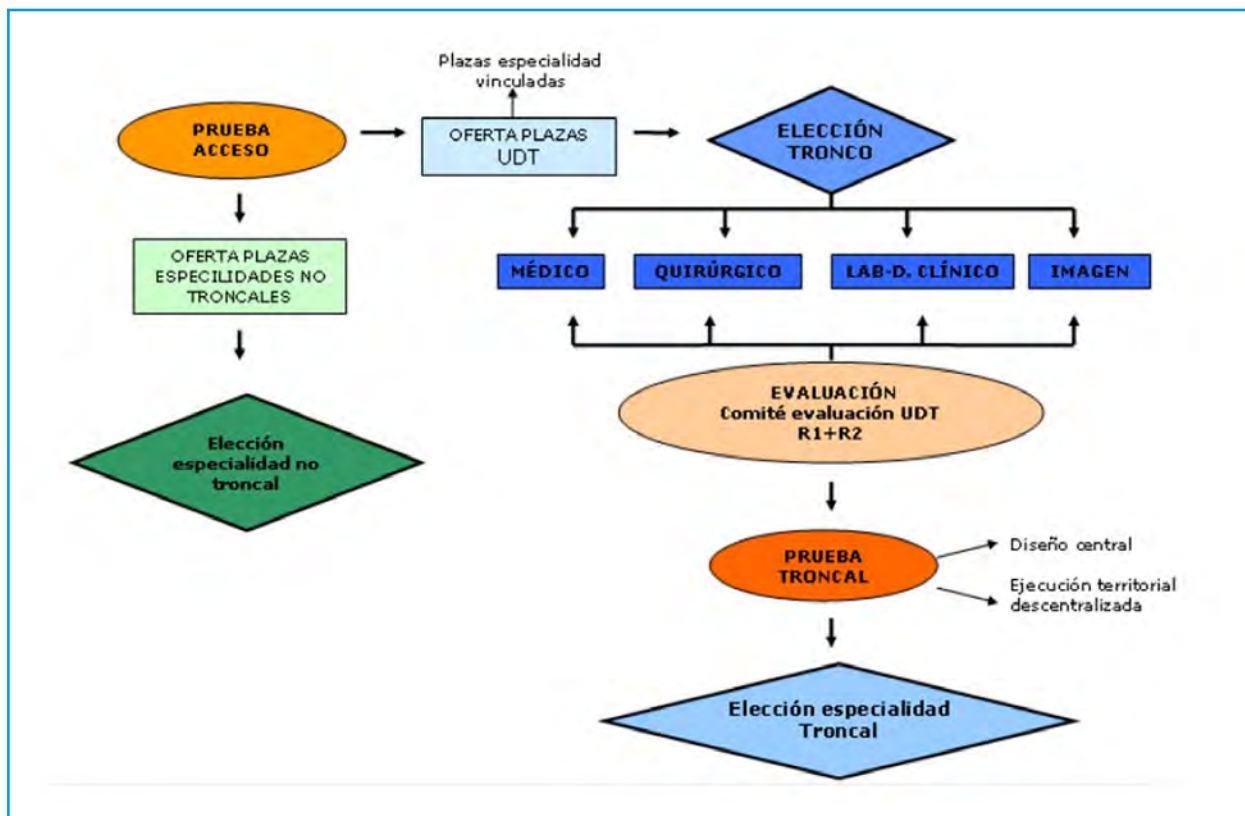 Plazas especialidad
vinculadas
PRUEBA
ACCESO
OFERTA PLAZAS
UDT
ELECCIÓN
TRONCO
OFERTA PLAZAS
ESPECILIDADES NO
TRONCALES
MÉDICO
QUIRÚRGICO
LAB-D. CLÍNICO
IMAGEN
Elección
especialidad no
troncal
EVALUACIÓN
Comité evaluación UDT
R1+R2
PRUEBA
TRONCAL
Diseño central
Ejecución territorial
descentralizada
Elección especialidad
Troncal